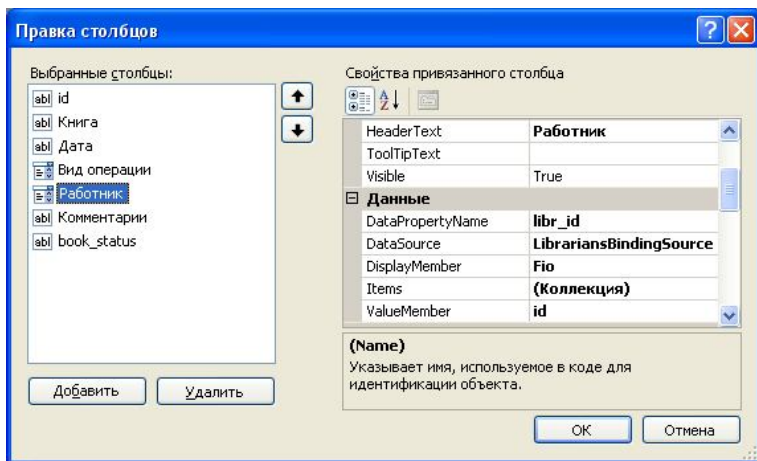 Правка столбцов
Выбранные столбцы:
id
Книга
Дата
Вид операции
Работник
Комментарии
book_status
Добавить
Удалить
Свойства привязанного столбца
HeaderText Работник
ToolTipText
Visible True
Данные
DataPropertyName libr_id
DataSource LibrariansBindingSource
DisplayMember Fio
Items (Коллекция)
ValueMember id
(Name)
Указывает имя, используемое в коде для
идентификации объекта.
ОК
Отмена